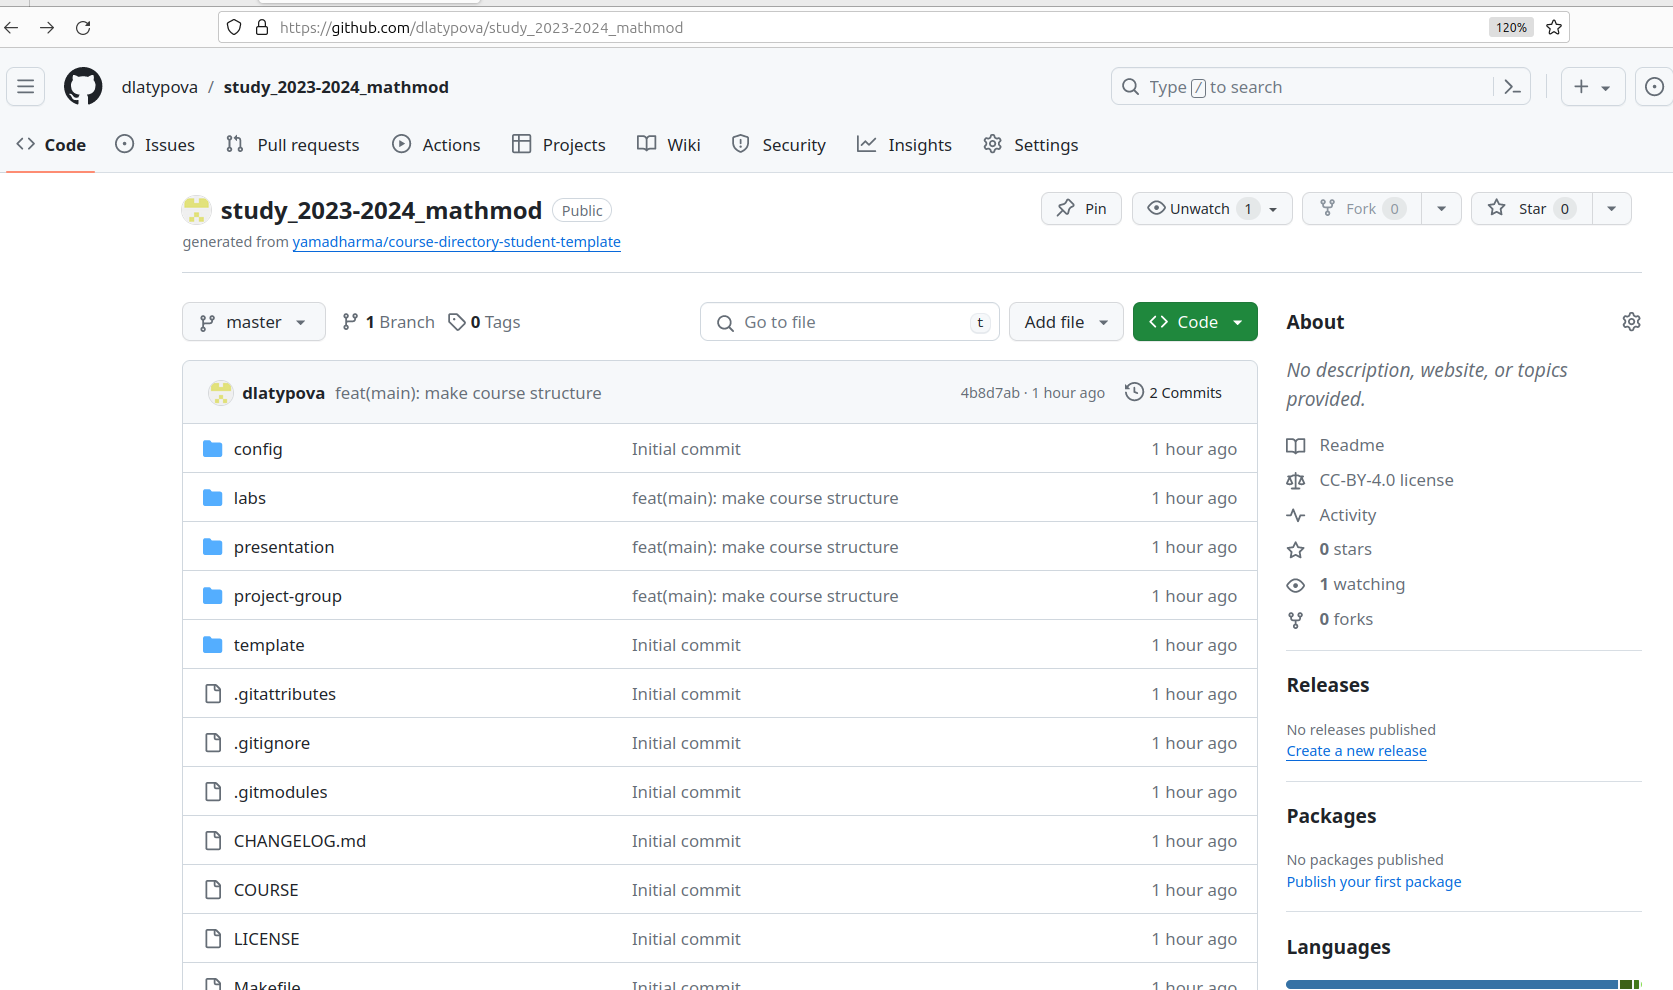 https://github.com/dlatypova/study_2023-2024_mathmod 120%
dlatypova / study_2023-2024_mathmod Type / to search
Code Issues Pull requests Actions Projects Wiki Security Insights Settings
study_2023-2024_mathmod Public Pin Unwatch 1 Fork 0 Star 0
generated from yamadharma/course-directory-student-template
master 1 Branch 0 Tags Go to file t Add file Code
About
No description, website, or topics
provided.
dlatypova feat(main): make course structure 4b8d7ab · 1 hour ago 2 Commits
config Initial commit 1 hour ago
labs feat(main): make course structure 1 hour ago
presentation feat(main): make course structure 1 hour ago
project-group feat(main): make course structure 1 hour ago
template Initial commit 1 hour ago
.gitattributes Initial commit 1 hour ago
.gitignore Initial commit 1 hour ago
.gitmodules Initial commit 1 hour ago
CHANGELOG.md Initial commit 1 hour ago
COURSE Initial commit 1 hour ago
LICENSE Initial commit 1 hour ago
Makefile Initial commit 1 hour ago
Readme
CC-BY-4.0 license
Activity
0 stars
1 watching
0 forks
Releases
No releases published
Create a new release
Packages
No packages published
Publish your first package
Languages